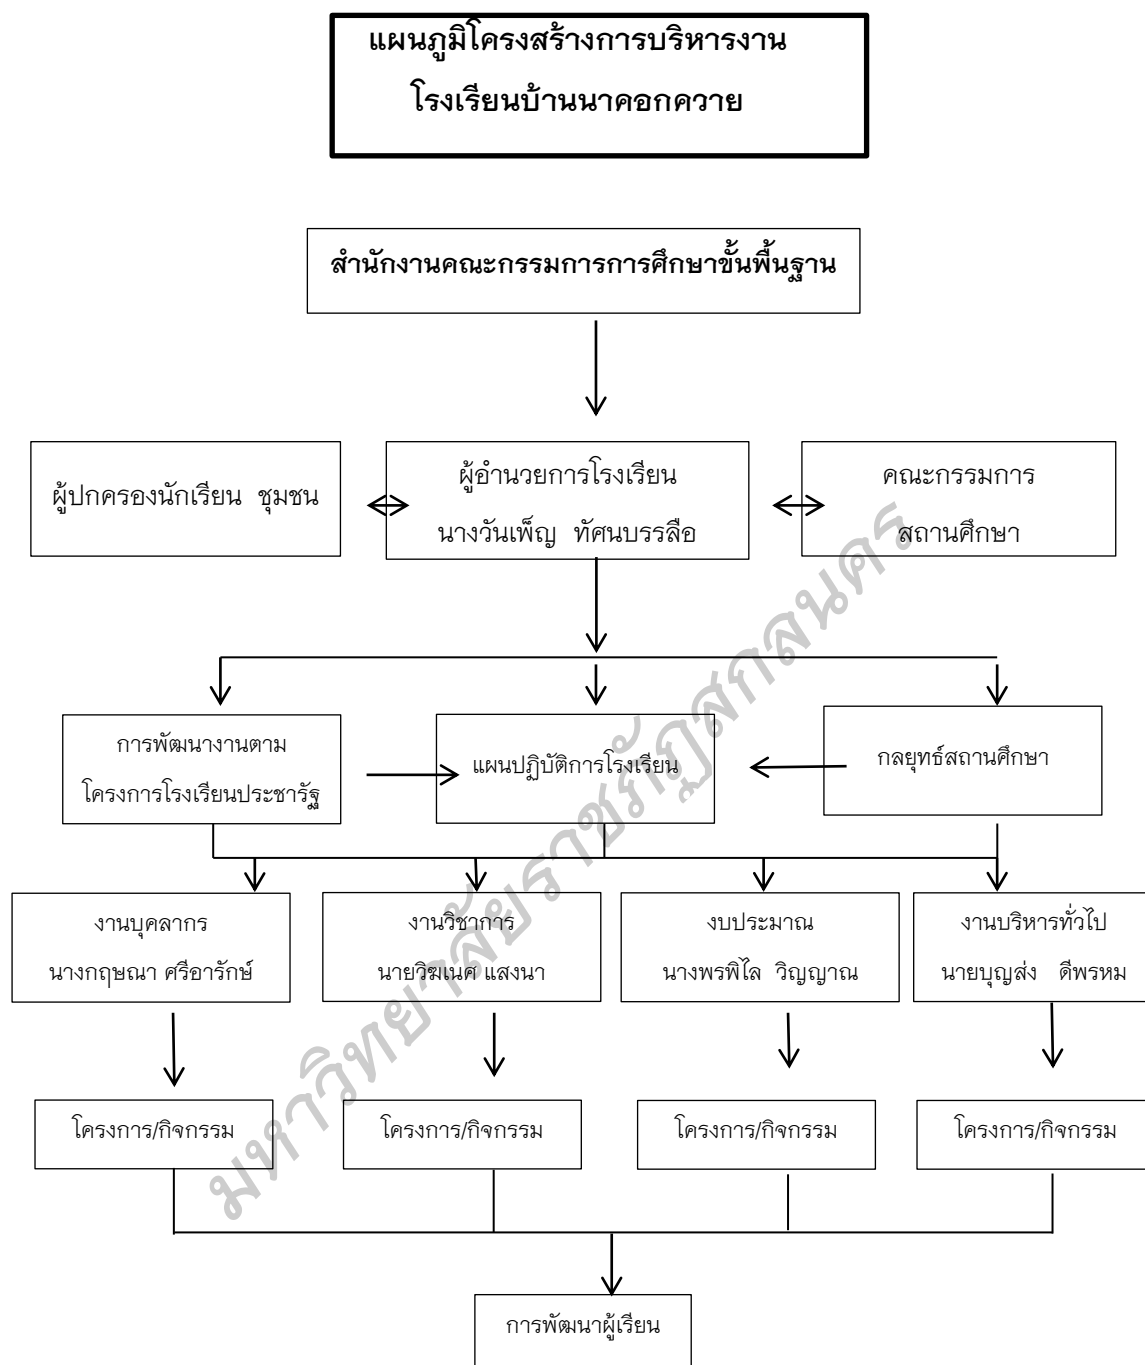 แผนภูมิโครงสร้างการบริหารงาน
โรงเรียนบ้านนาคอกควาย
สำนักงานคณะกรรมการการศึกษาขั้นพื้นฐาน
ผู้ปกครองนักเรียน ชุมชน
ผู้อำนวยการโรงเรียน
นางวันเพ็ญ ทัศนบรรลือ
คณะกรรมการ
สถานศึกษา
การพัฒนางานตาม
โครงการโรงเรียนประชารัฐ
แผนปฏิบัติการโรงเรียน
กลยุทธ์สถานศึกษา
งานบุคลากร
นางกฤษณา ศรีอารักษ์
งานวิชาการ
นายวิฆเนศ แสงนา
งบประมาณ
นางพรพิไล วิญญาณ
งานบริหารทั่วไป
นายบุญส่ง ดีพรหม
โครงการ/กิจกรรม
โครงการ/กิจกรรม
โครงการ/กิจกรรม
โครงการ/กิจกรรม
การพัฒนาผู้เรียน
มหาวิทยาลัยราชภัฏสกลนคร